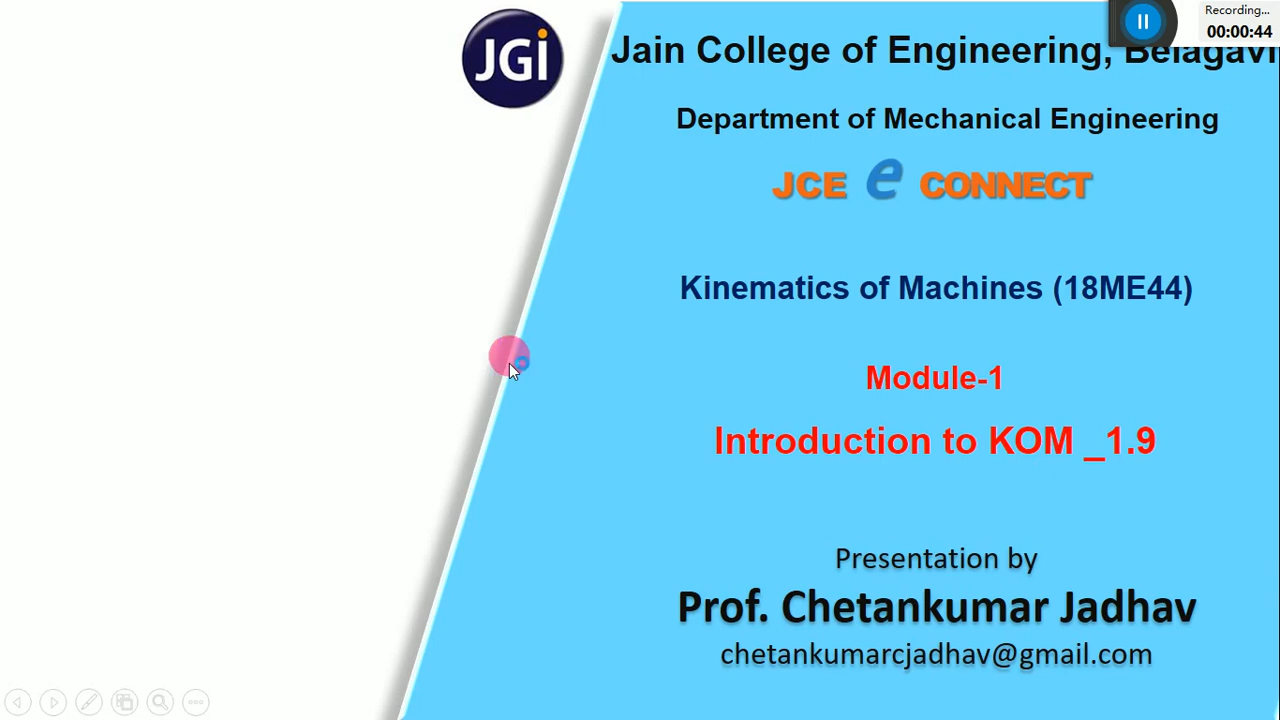 Recording...
00:00:44
JGi
Jain College of Engineering, Belagavi
Department of Mechanical Engineering
JCE e CONNECT
Kinematics of Machines (18ME44)
Module-1
Introduction to KOM _1.9
Presentation by
Prof. Chetankumar Jadhav
chetankumarcjadhav@gmail.com